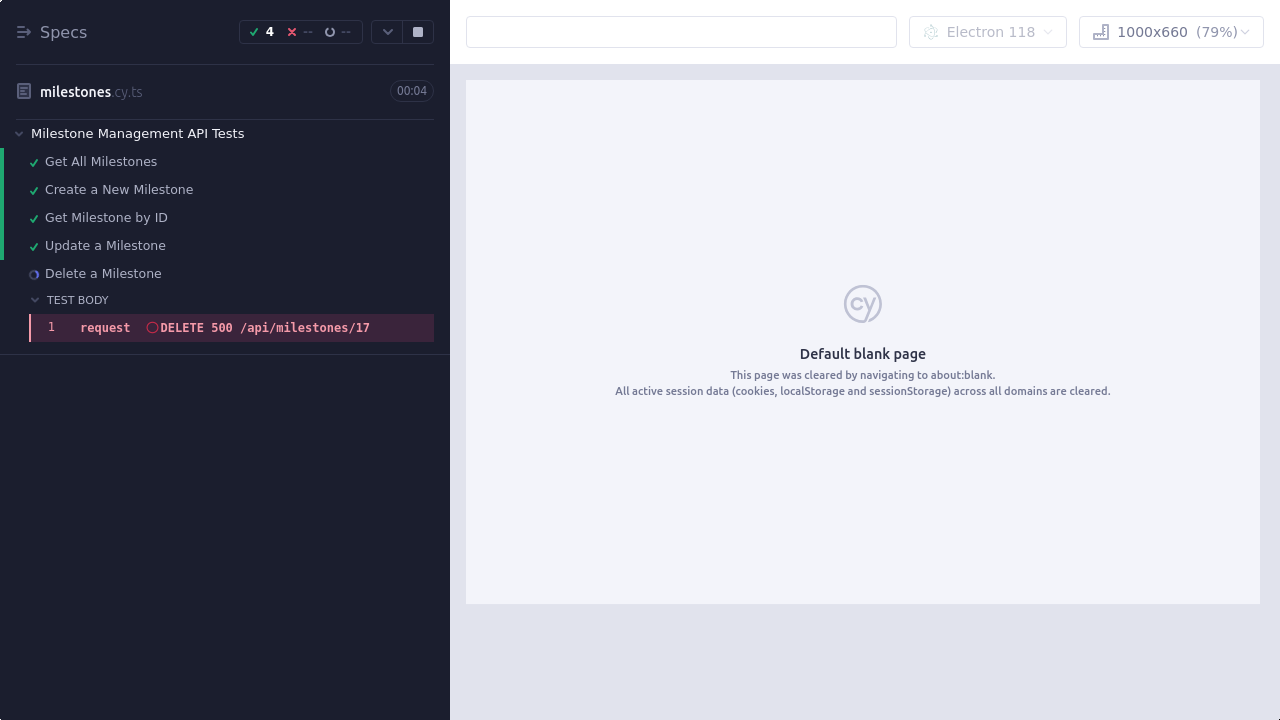 Specs
4 -- --
milestones.cy.ts
00:04
Milestone Management API Tests
Get All Milestones
Create a New Milestone
Get Milestone by ID
Update a Milestone
Delete a Milestone
TEST BODY
1 request DELETE 500 /api/milestones/17
Electron 118
1000x660 (79%)
cy
Default blank page
This page was cleared by navigating to about:blank.
All active session data (cookies, localStorage and sessionStorage) across all domains are cleared.